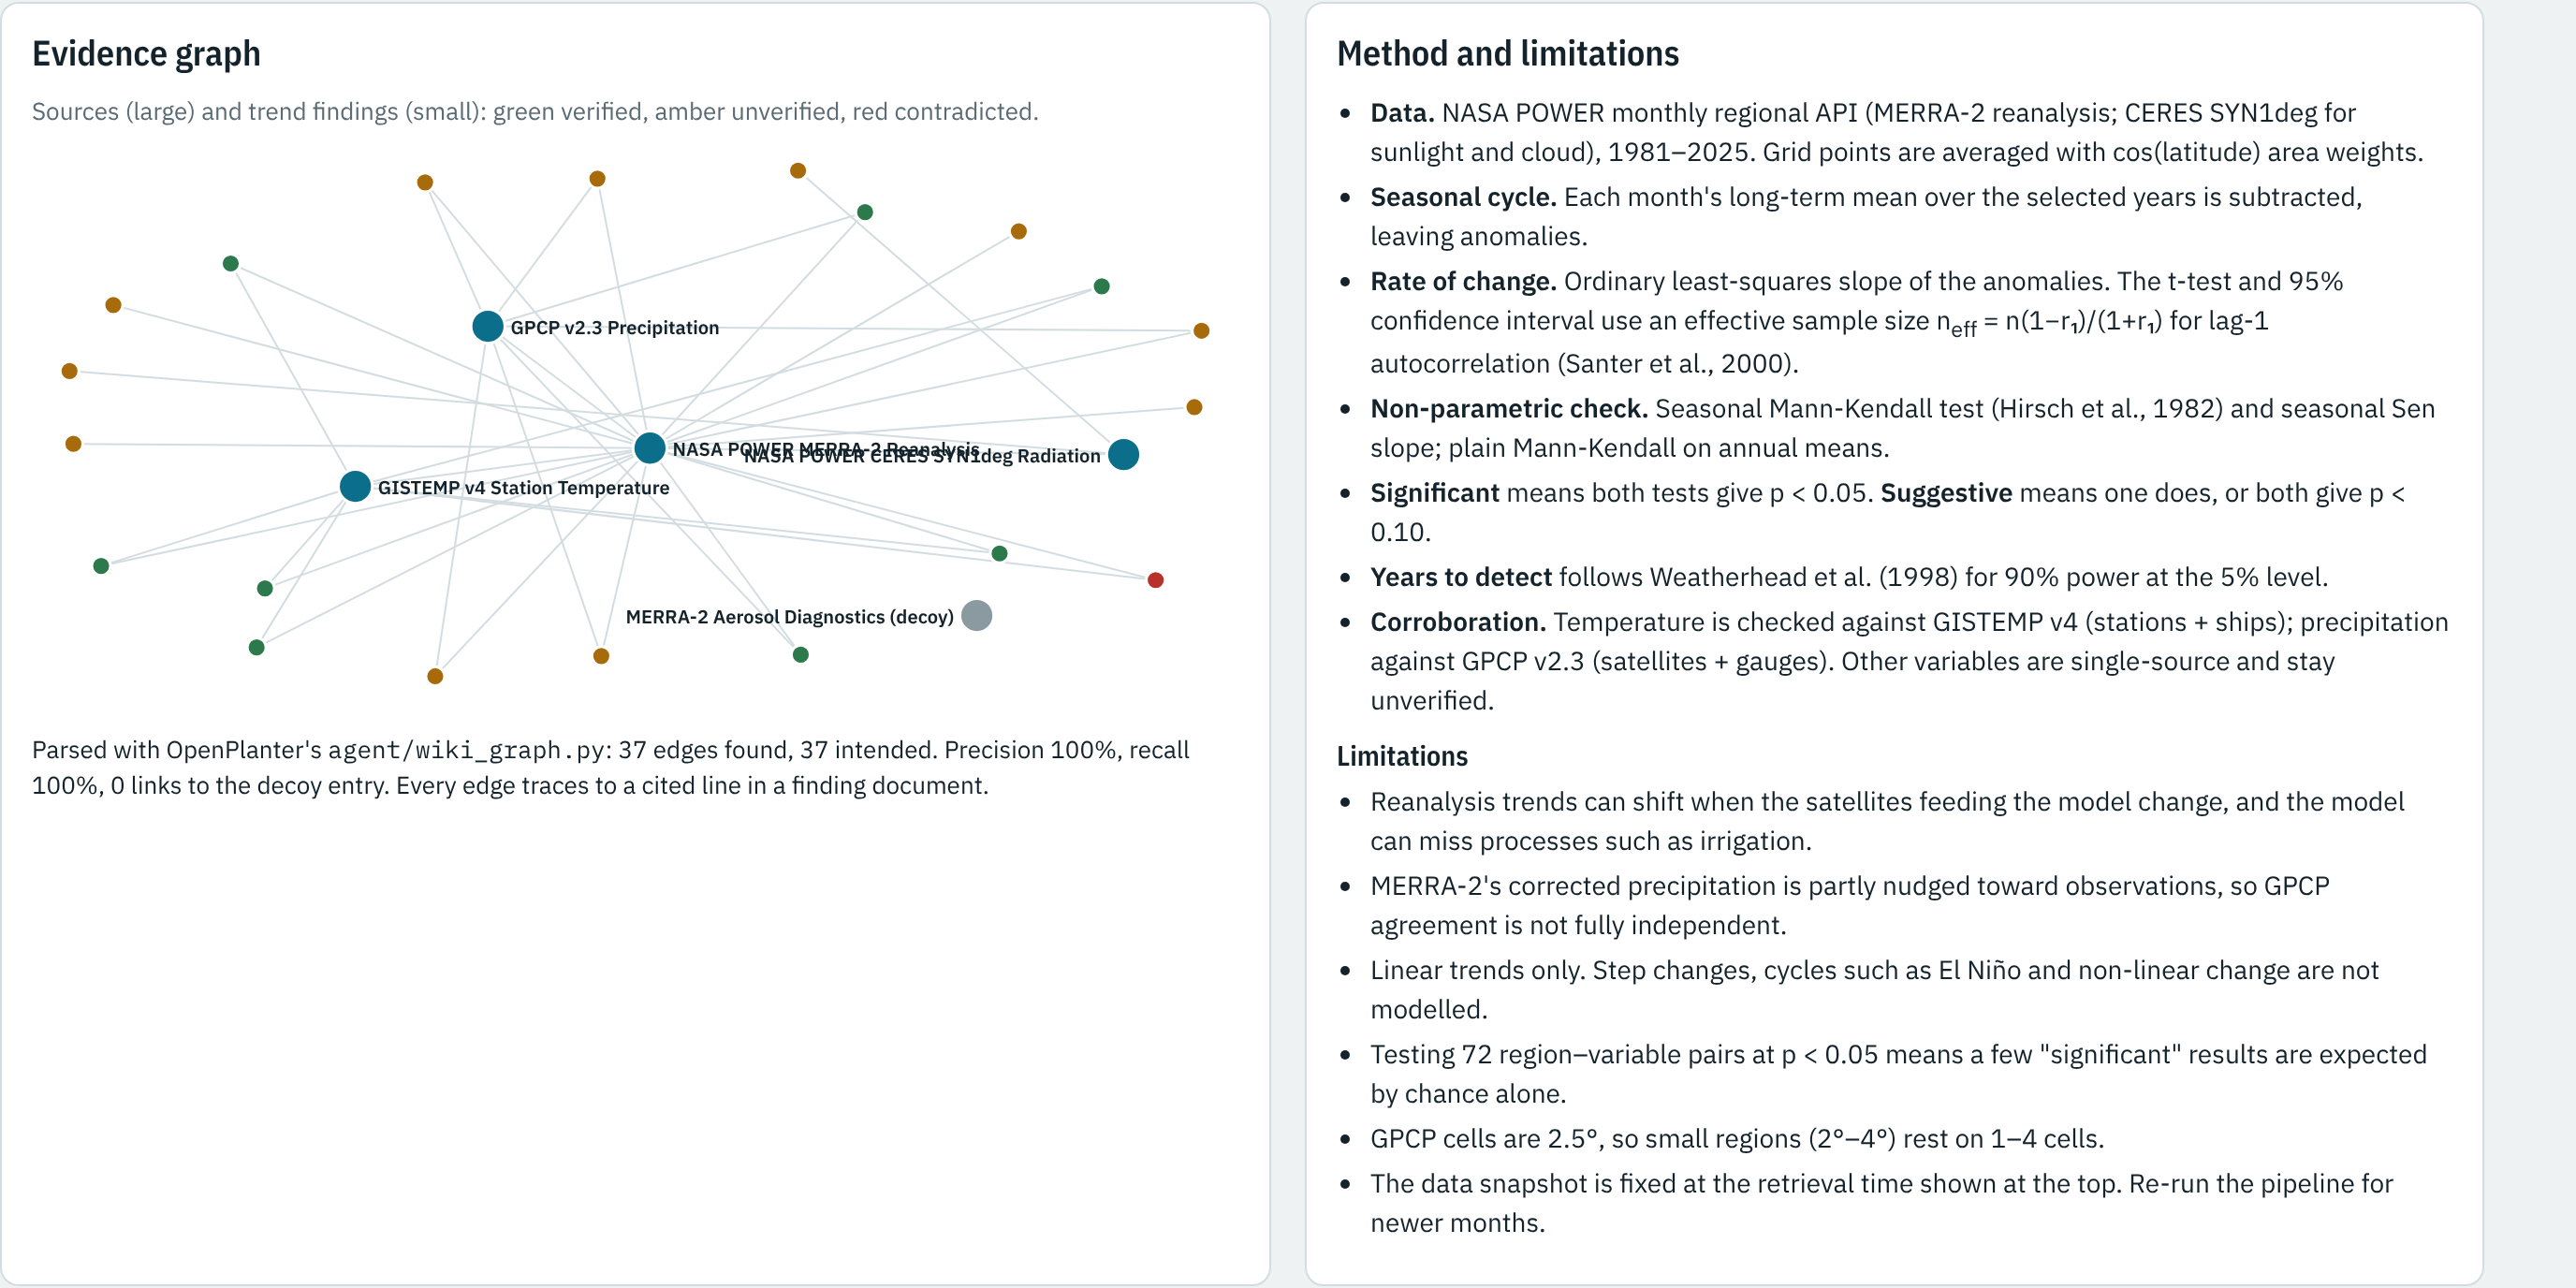 Evidence graph
Sources (large) and trend findings (small): green verified, amber unverified, red contradicted.
GPCP v2.3 Precipitation
NASA POWER MERRA-2 Reanalysis
NASA POWER CERES SYN1deg Radiation
GISTEMP v4 Station Temperature
MERRA-2 Aerosol Diagnostics (decoy)
Parsed with OpenPlanter's agent/wiki_graph.py: 37 edges found, 37 intended. Precision 100%, recall
100%, 0 links to the decoy entry. Every edge traces to a cited line in a finding document.
Method and limitations
• Data. NASA POWER monthly regional API (MERRA-2 reanalysis; CERES SYN1deg for
sunlight and cloud), 1981–2025. Grid points are averaged with cos(latitude) area weights.
• Seasonal cycle. Each month's long-term mean over the selected years is subtracted,
leaving anomalies.
• Rate of change. Ordinary least-squares slope of the anomalies. The t-test and 95%
confidence interval use an effective sample size neff = n(1−r₁)/(1+r₁) for lag-1
autocorrelation (Santer et al., 2000).
• Non-parametric check. Seasonal Mann-Kendall test (Hirsch et al., 1982) and seasonal Sen
slope; plain Mann-Kendall on annual means.
• Significant means both tests give p < 0.05. Suggestive means one does, or both give p <
0.10.
• Years to detect follows Weatherhead et al. (1998) for 90% power at the 5% level.
• Corroboration. Temperature is checked against GISTEMP v4 (stations + ships); precipitation
against GPCP v2.3 (satellites + gauges). Other variables are single-source and stay
unverified.
Limitations
• Reanalysis trends can shift when the satellites feeding the model change, and the model
can miss processes such as irrigation.
• MERRA-2's corrected precipitation is partly nudged toward observations, so GPCP
agreement is not fully independent.
• Linear trends only. Step changes, cycles such as El Niño and non-linear change are not
modelled.
• Testing 72 region–variable pairs at p < 0.05 means a few "significant" results are expected
by chance alone.
• GPCP cells are 2.5°, so small regions (2°–4°) rest on 1–4 cells.
• The data snapshot is fixed at the retrieval time shown at the top. Re-run the pipeline for
newer months.